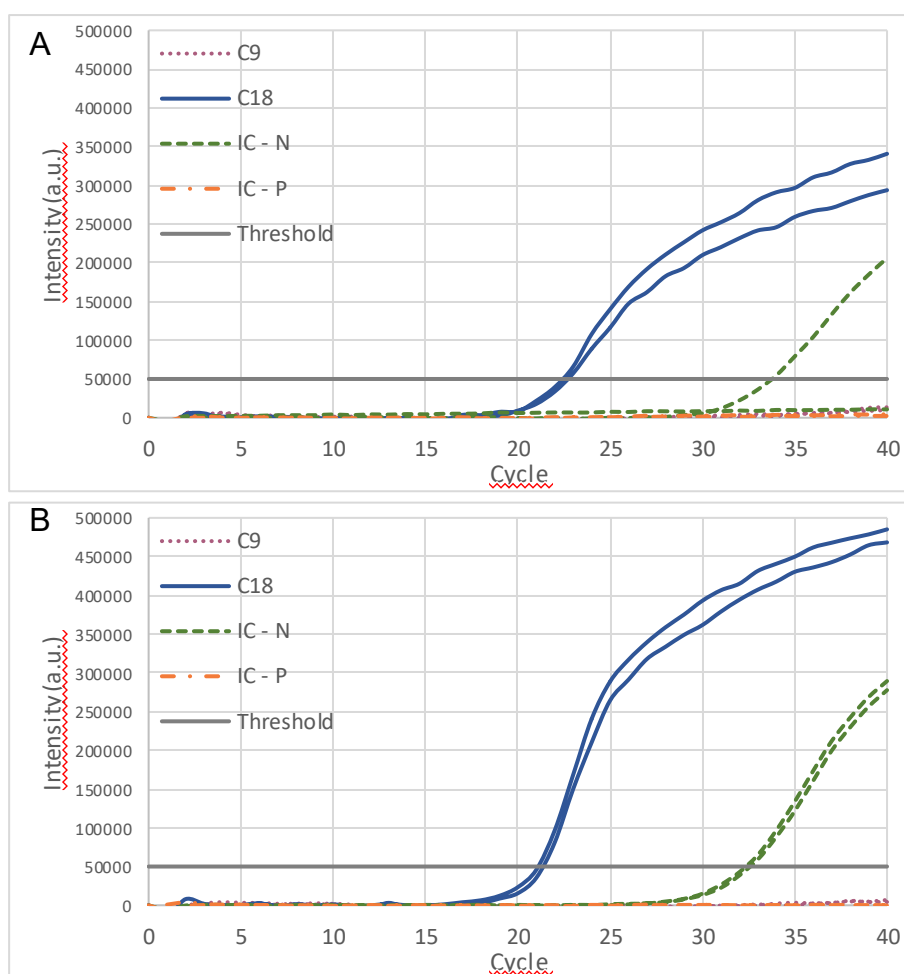 A
500000
450000
400000
350000
300000
250000
200000
150000
100000
50000
0
Intensity (a.u.)
C9
C18
IC - N
IC - P
Threshold
0 5 10 15 20 25 30 35 40
Cycle
B
500000
450000
400000
350000
300000
250000
200000
150000
100000
50000
0
Intensity (a.u.)
C9
C18
IC - N
IC - P
Threshold
0 5 10 15 20 25 30 35 40
Cycle